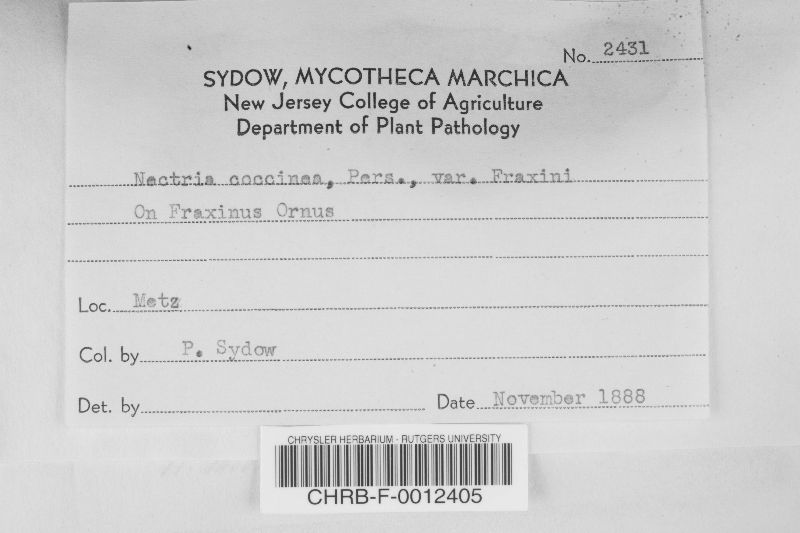 No. 2431
SYDOW, MYCOTHECA MARCHICA
New Jersey College of Agriculture
Department of Plant Pathology
Nectria coccinea, Pers., var. Fraxini
On Fraxinus Ornus
Loc. Metz
Col. by P. Sydow
Det. by Date November 1888
CHRYSLER HERBARIUM - RUTGERS UNIVERSITY
CHRB-F-0012405